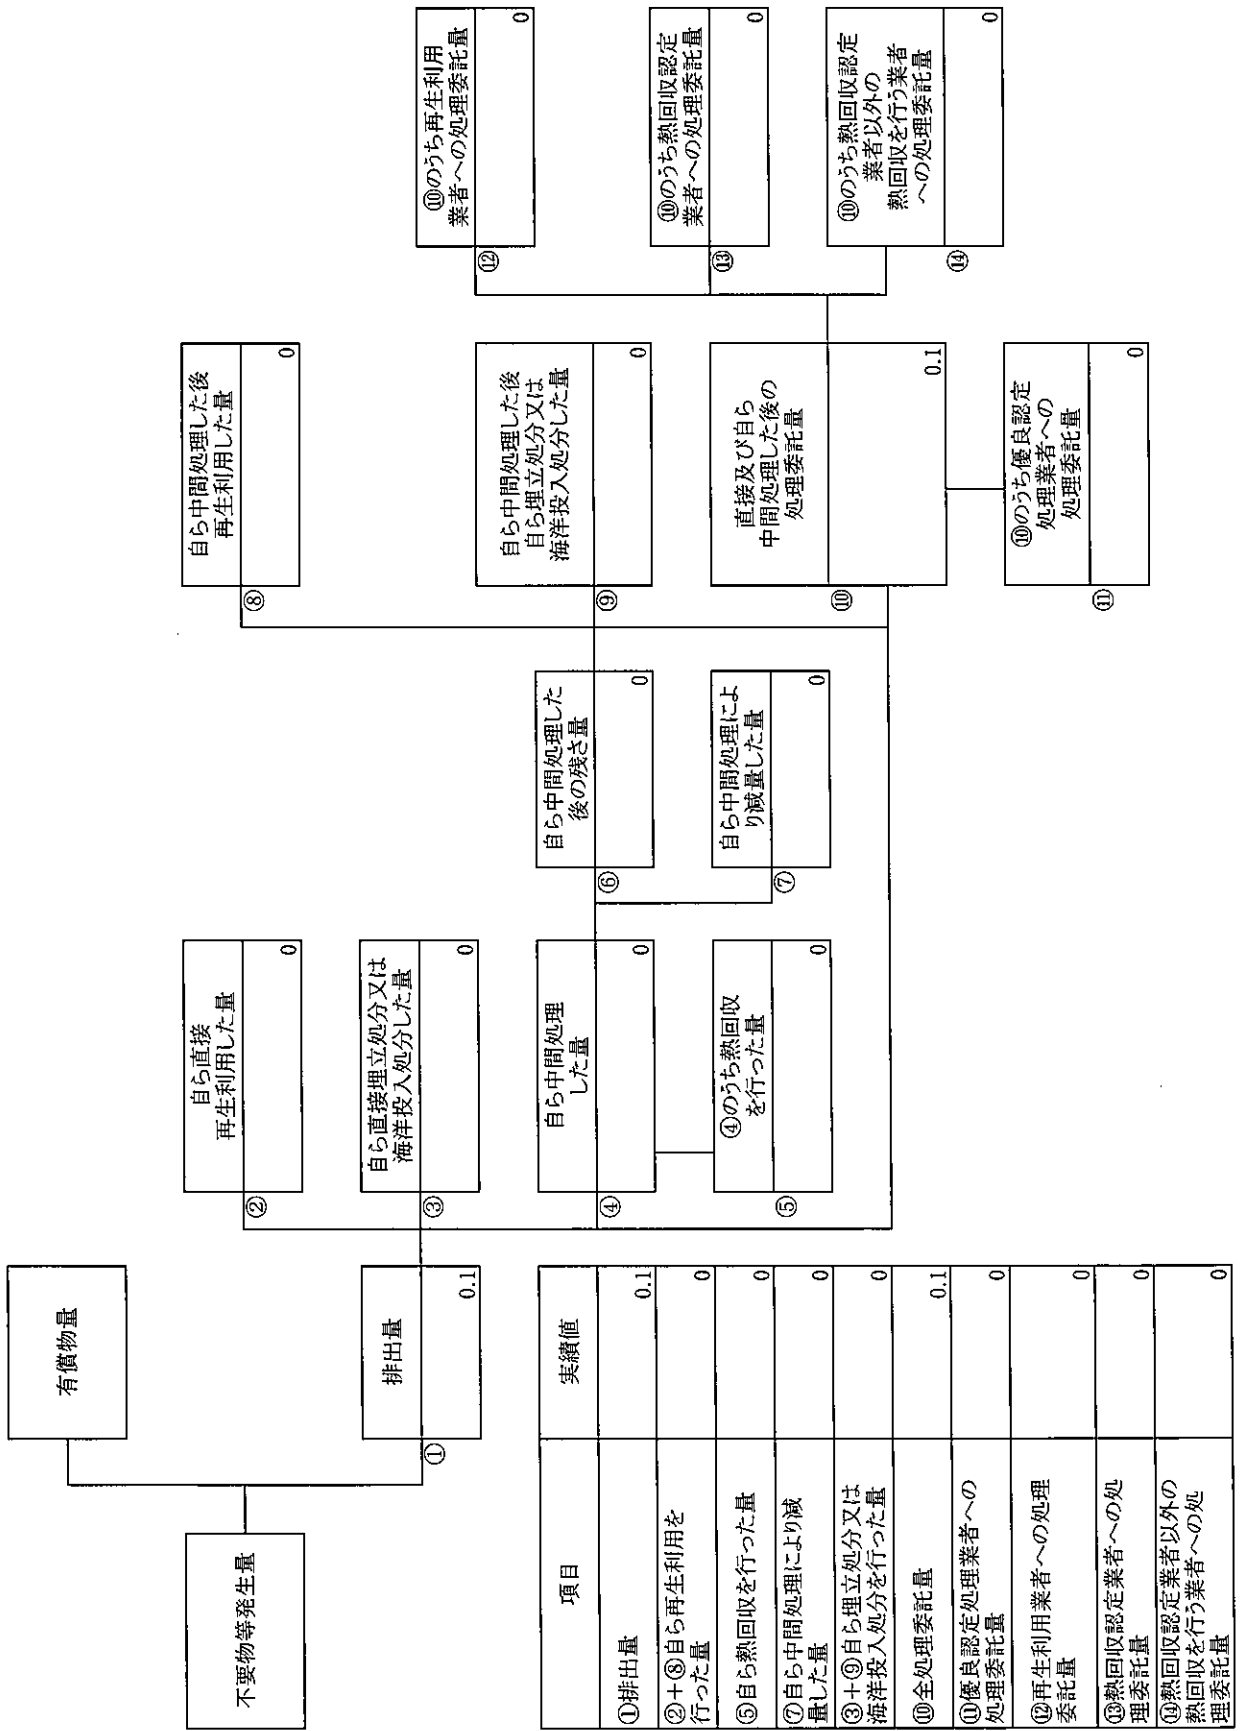 不要物等発生量
有償物量
①
排出量
0.1
②
自ら直接
再生利用した量
0
③
自ら直接埋立処分又は
海洋投入処分した量
0
④
自ら中間処理
した量
0
⑤
④のうち熱回収
を行った量
0
⑥
自ら中間処理した
後の残さ量
0
⑦
自ら中間処理によ
り減量した量
0
⑧
自ら中間処理した後
再生利用した量
0
⑨
自ら中間処理した後
自ら埋立処分又は
海洋投入処分した量
0
⑩
直接及び自ら
中間処理した後の
処理委託量
0.1
⑪
⑩のうち優良認定
処理業者への
処理委託量
0
⑫
⑩のうち再生利用
業者への処理委託量
0
⑬
⑩のうち熱回収認定
業者への処理委託量
0
⑭
⑩のうち熱回収認定
業者以外の
熱回収を行う業者
への処理委託量
0
項目 実績値
①排出量 0.1
②+⑧自ら再生利用を
行った量 0
⑤自ら熱回収を行った量 0
⑦自ら中間処理により減
量した量 0
③+⑨自ら埋立処分又は
海洋投入処分を行った量 0
⑩全処理委託量 0.1
⑪優良認定処理業者への
処理委託量 0
⑫再生利用業者への処理
委託量 0
⑬熱回収認定業者への処
理委託量 0
⑭熱回収認定業者以外の
熱回収を行う業者への処
理委託量 0